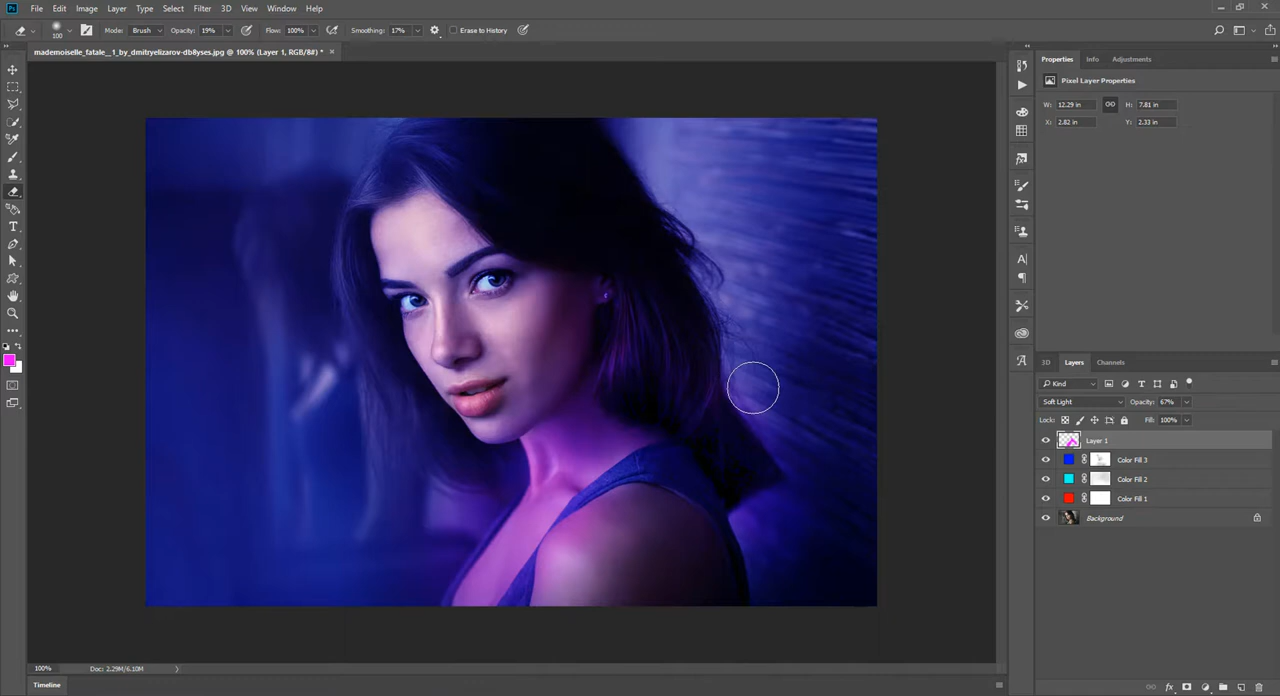 Ps File Edit Image Layer Type Select Filter 3D View Window Help
100 Mode: Brush Opacity: 19% Flow: 100% Smoothing: 17% Erase to History
mademoiselle_fatale__1_by_dmitryelizarov-db8yses.jpg @ 100% (Layer 1, RGB/8#) * ×
Properties Info Adjustments
Pixel Layer Properties
W: 12.29 in H: 7.81 in
X: 2.82 in Y: 2.33 in
3D Layers Channels
Kind
Soft Light Opacity: 67%
Lock: Fill: 100%
Layer 1
Color Fill 3
Color Fill 2
Color Fill 1
Background
100% Doc: 2.29M/6.10M
Timeline